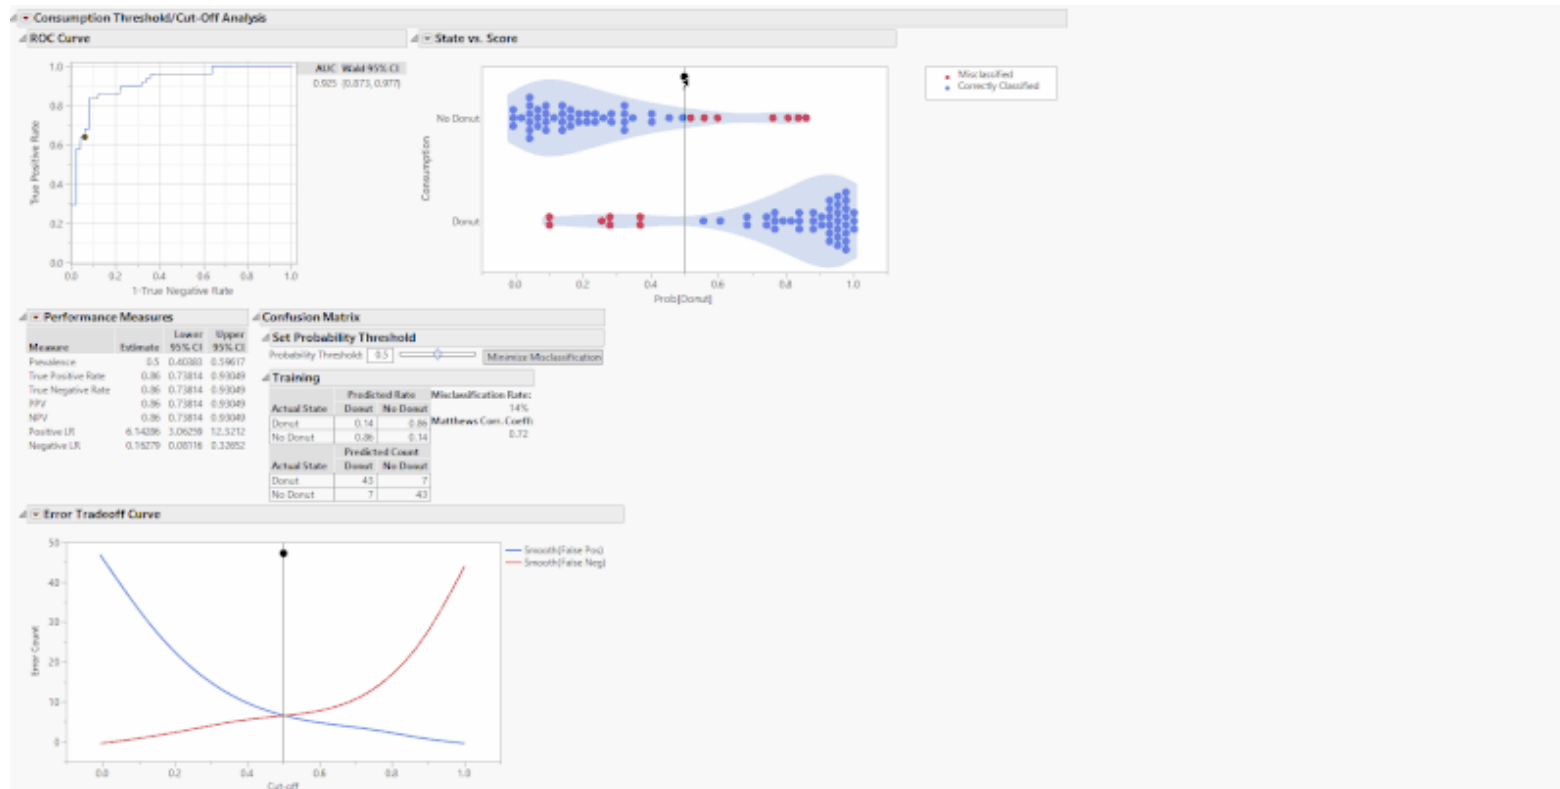 Consumption Threshold/Cut-Off Analysis
ROC Curve
State vs. Score
AUC Wald 95% CI
0.925 (0.873, 0.977)
1.0
0.8
0.6
0.4
0.2
0.0
True Positive Rate
0.0 0.2 0.4 0.6 0.8 1.0
1-True Negative Rate
No Donut
Donut
Consumption
0.0 0.2 0.4 0.6 0.8 1.0
Prob[Donut]
Misclassified
Correctly Classified
Performance Measures
Measure Estimate Lower 95% CI Upper 95% CI
Prevalence 0.5 0.40383 0.59617
True Positive Rate 0.86 0.73814 0.93049
True Negative Rate 0.86 0.73814 0.93049
PPV 0.86 0.73814 0.93049
NPV 0.86 0.73814 0.93049
Positive LR 6.14286 3.06259 12.3212
Negative LR 0.16279 0.08116 0.32652
Confusion Matrix
Set Probability Threshold
Probability Threshold: 0.5 Minimize Misclassification
Training
Predicted Rate
Actual State Donut No Donut
Donut 0.14 0.86
No Donut 0.86 0.14
Misclassification Rate:
14%
Matthews Corr. Coeff:
0.72
Predicted Count
Actual State Donut No Donut
Donut 43 7
No Donut 7 43
Error Tradeoff Curve
50
40
30
20
10
0
Error Count
0.0 0.2 0.4 0.6 0.8 1.0
Cut-off
Smooth(False Pos)
Smooth(False Neg)